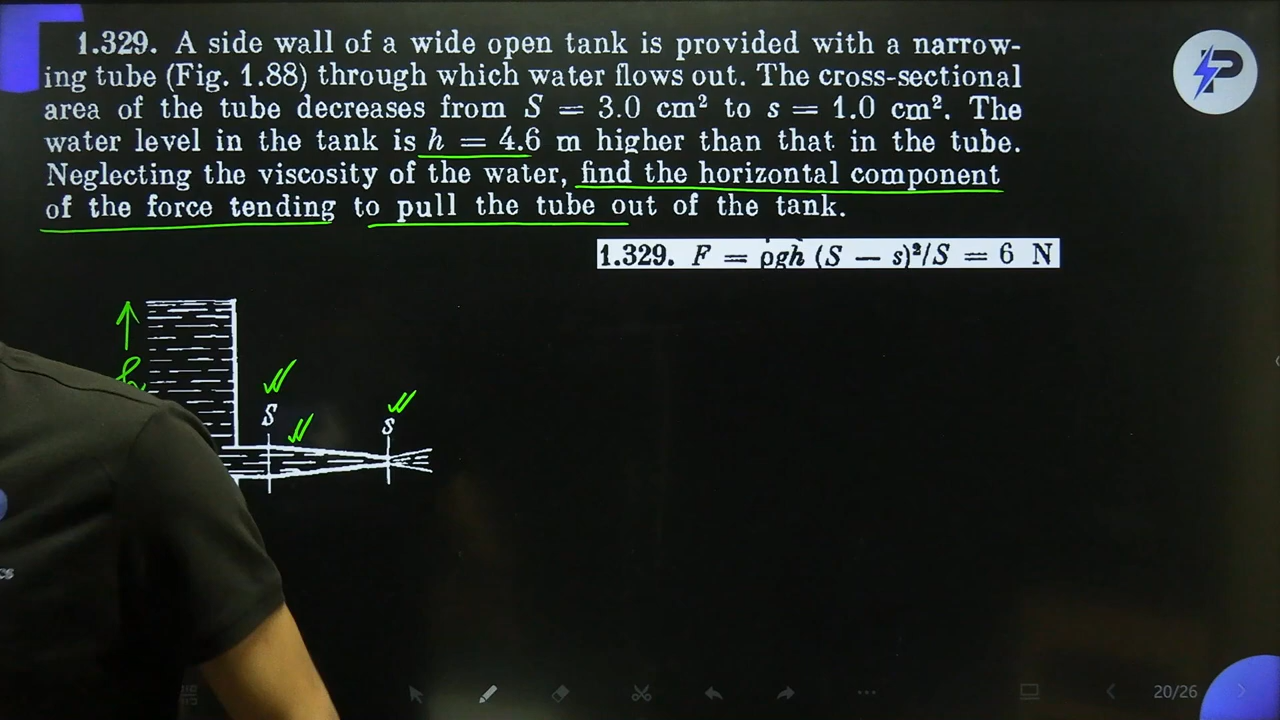 1.329. A side wall of a wide open tank is provided with a narrow-
ing tube (Fig. 1.88) through which water flows out. The cross-sectional
area of the tube decreases from S = 3.0 cm² to s = 1.0 cm². The
water level in the tank is h = 4.6 m higher than that in the tube.
Neglecting the viscosity of the water, find the horizontal component
of the force tending to pull the tube out of the tank.
1.329. F = ρgh (S — s)²/S = 6 N
h
S
s
cs
20/26